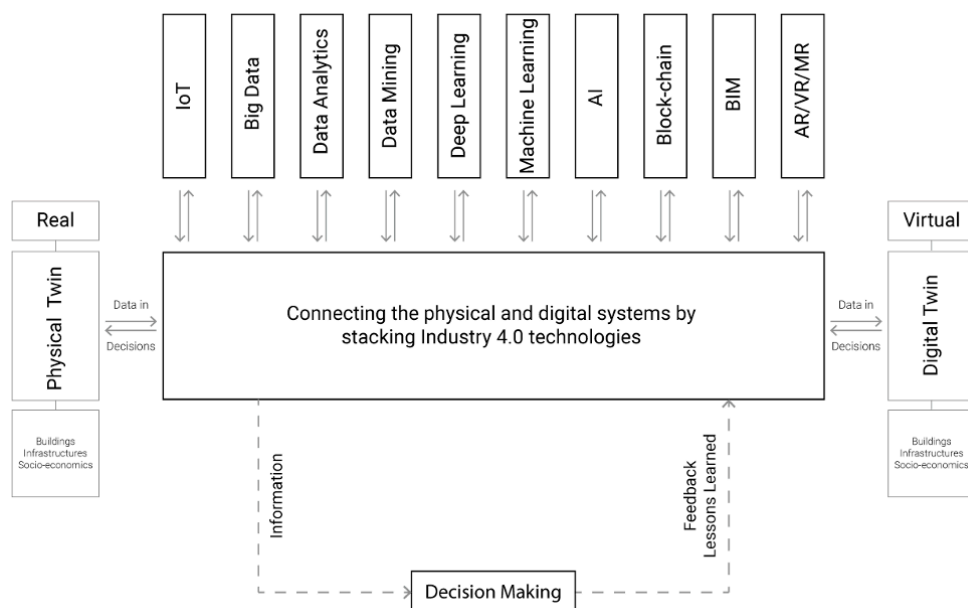 IoT
Big Data
Data Analytics
Data Mining
Deep Learning
Machine Learning
AI
Block-chain
BIM
AR/VR/MR
Real
Physical Twin
Buildings
Infrastructures
Socio-economics
Data in
Decisions
Connecting the physical and digital systems by
stacking Industry 4.0 technologies
Data in
Decisions
Virtual
Digital Twin
Buildings
Infrastructures
Socio-economics
Information
Feedback
Lessons Learned
Decision Making